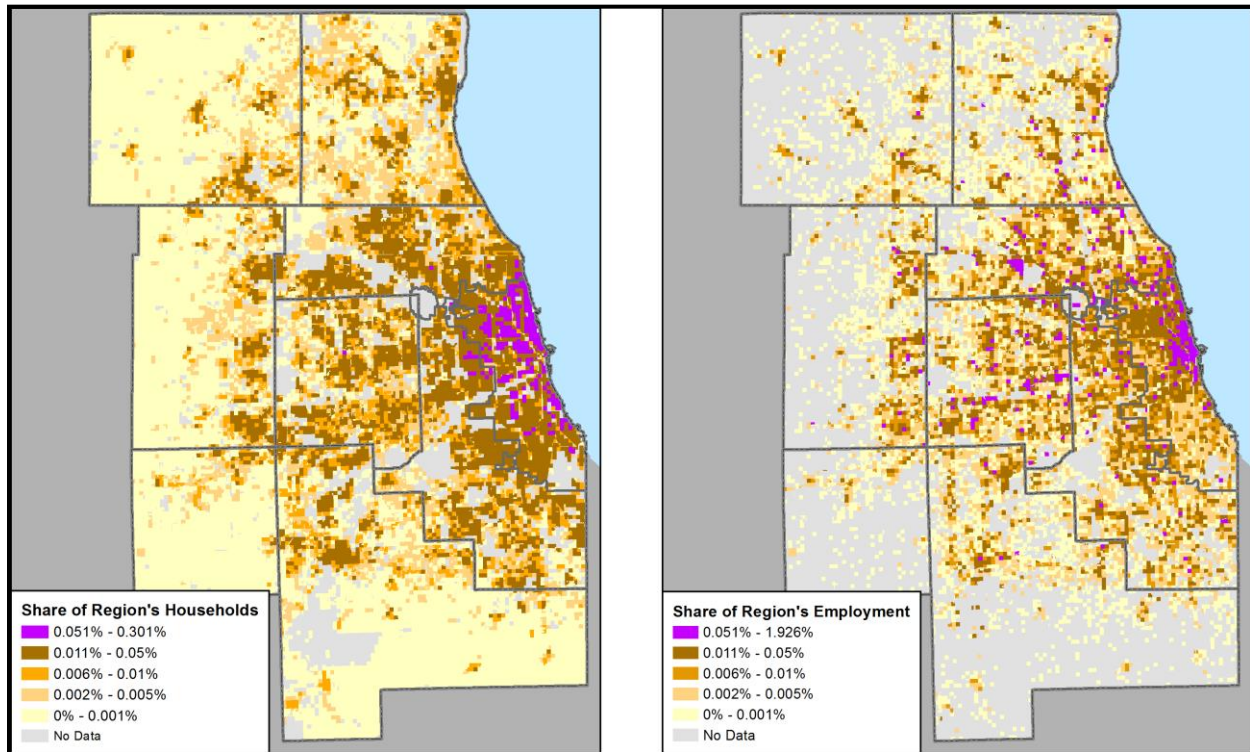 Share of Region's Households
0.051% - 0.301%
0.011% - 0.05%
0.006% - 0.01%
0.002% - 0.005%
0% - 0.001%
No Data
Share of Region's Employment
0.051% - 1.926%
0.011% - 0.05%
0.006% - 0.01%
0.002% - 0.005%
0% - 0.001%
No Data